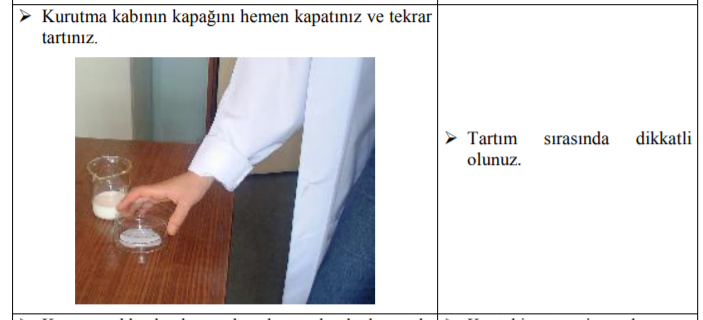 ➢ Kurutma kabının kapağını hemen kapatınız ve tekrar
tartınız.
➢ Tartım sırasında dikkatli
olunuz.